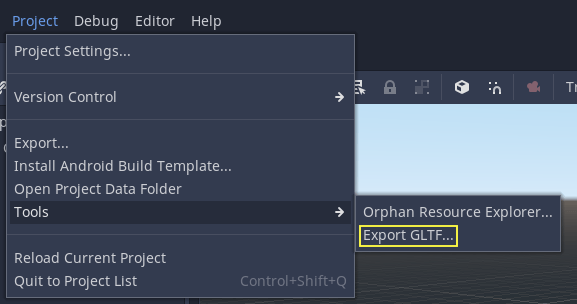 Project Debug Editor Help
Project Settings...
Version Control
Export...
Install Android Build Template...
Open Project Data Folder
Tools
Orphan Resource Explorer...
Export GLTF...
Reload Current Project
Quit to Project List Control+Shift+Q